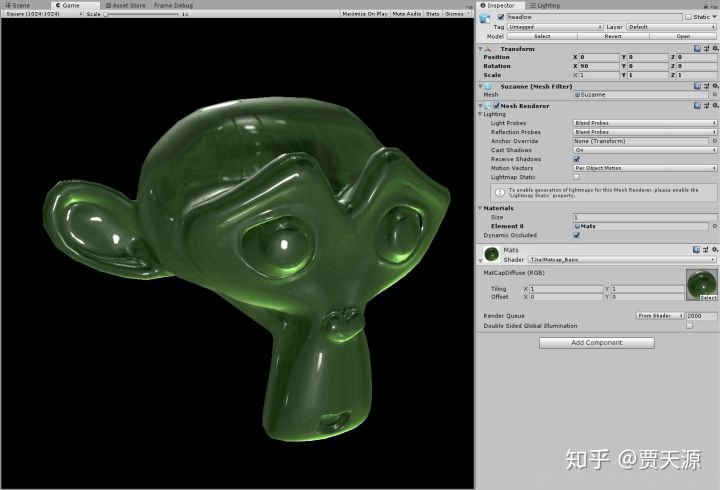 Scene Game Asset Store Frame Debug
Square (1024:1024) Scale 1x Maximize On Play Mute Audio Stats Gizmos
Inspector Lighting
headlow Static
Tag Untagged Layer Default
Model Select Revert Open
Transform
Position X 0 Y 0 Z 0
Rotation X 90 Y 0 Z 0
Scale X 1 Y 1 Z 1
Suzanne (Mesh Filter)
Mesh Suzanne
Mesh Renderer
Lighting
Light Probes Blend Probes
Reflection Probes Blend Probes
Anchor Override None (Transform)
Cast Shadows On
Receive Shadows
Motion Vectors Per Object Motion
Lightmap Static
To enable generation of lightmaps for this Mesh Renderer, please enable the
'Lightmap Static' property.
Materials
Size 1
Element 0 Mats
Dynamic Occluded
Mats
Shader TJia/Matcap_Basic
MatCapDiffuse (RGB)
Tiling X 1 Y 1
Offset X 0 Y 0
Select
Render Queue From Shader 2000
Double Sided Global Illumination
Add Component
知乎 @贾天源